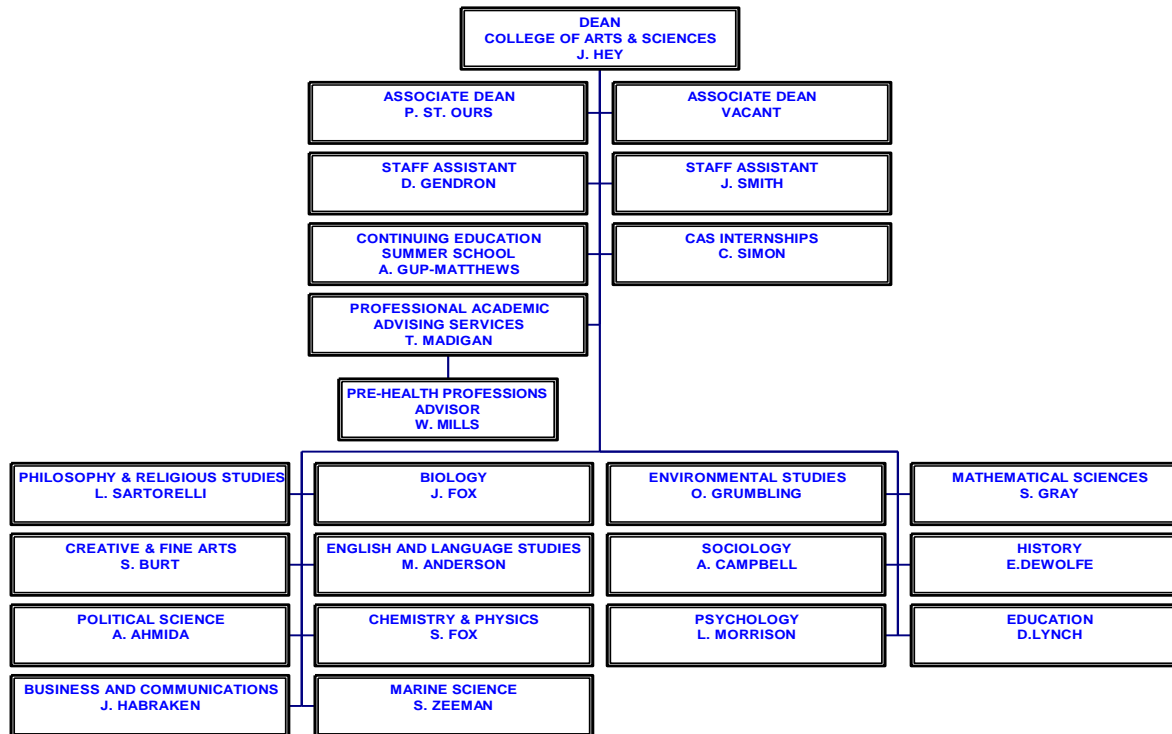 DEAN
COLLEGE OF ARTS & SCIENCES
J. HEY
ASSOCIATE DEAN
P. ST. OURS
ASSOCIATE DEAN
VACANT
STAFF ASSISTANT
D. GENDRON
STAFF ASSISTANT
J. SMITH
CONTINUING EDUCATION
SUMMER SCHOOL
A. GUP-MATTHEWS
CAS INTERNSHIPS
C. SIMON
PROFESSIONAL ACADEMIC
ADVISING SERVICES
T. MADIGAN
PRE-HEALTH PROFESSIONS
ADVISOR
W. MILLS
PHILOSOPHY & RELIGIOUS STUDIES
L. SARTORELLI
BIOLOGY
J. FOX
ENVIRONMENTAL STUDIES
O. GRUMBLING
MATHEMATICAL SCIENCES
S. GRAY
CREATIVE & FINE ARTS
S. BURT
ENGLISH AND LANGUAGE STUDIES
M. ANDERSON
SOCIOLOGY
A. CAMPBELL
HISTORY
E.DEWOLFE
POLITICAL SCIENCE
A. AHMIDA
CHEMISTRY & PHYSICS
S. FOX
PSYCHOLOGY
L. MORRISON
EDUCATION
D.LYNCH
BUSINESS AND COMMUNICATIONS
J. HABRAKEN
MARINE SCIENCE
S. ZEEMAN